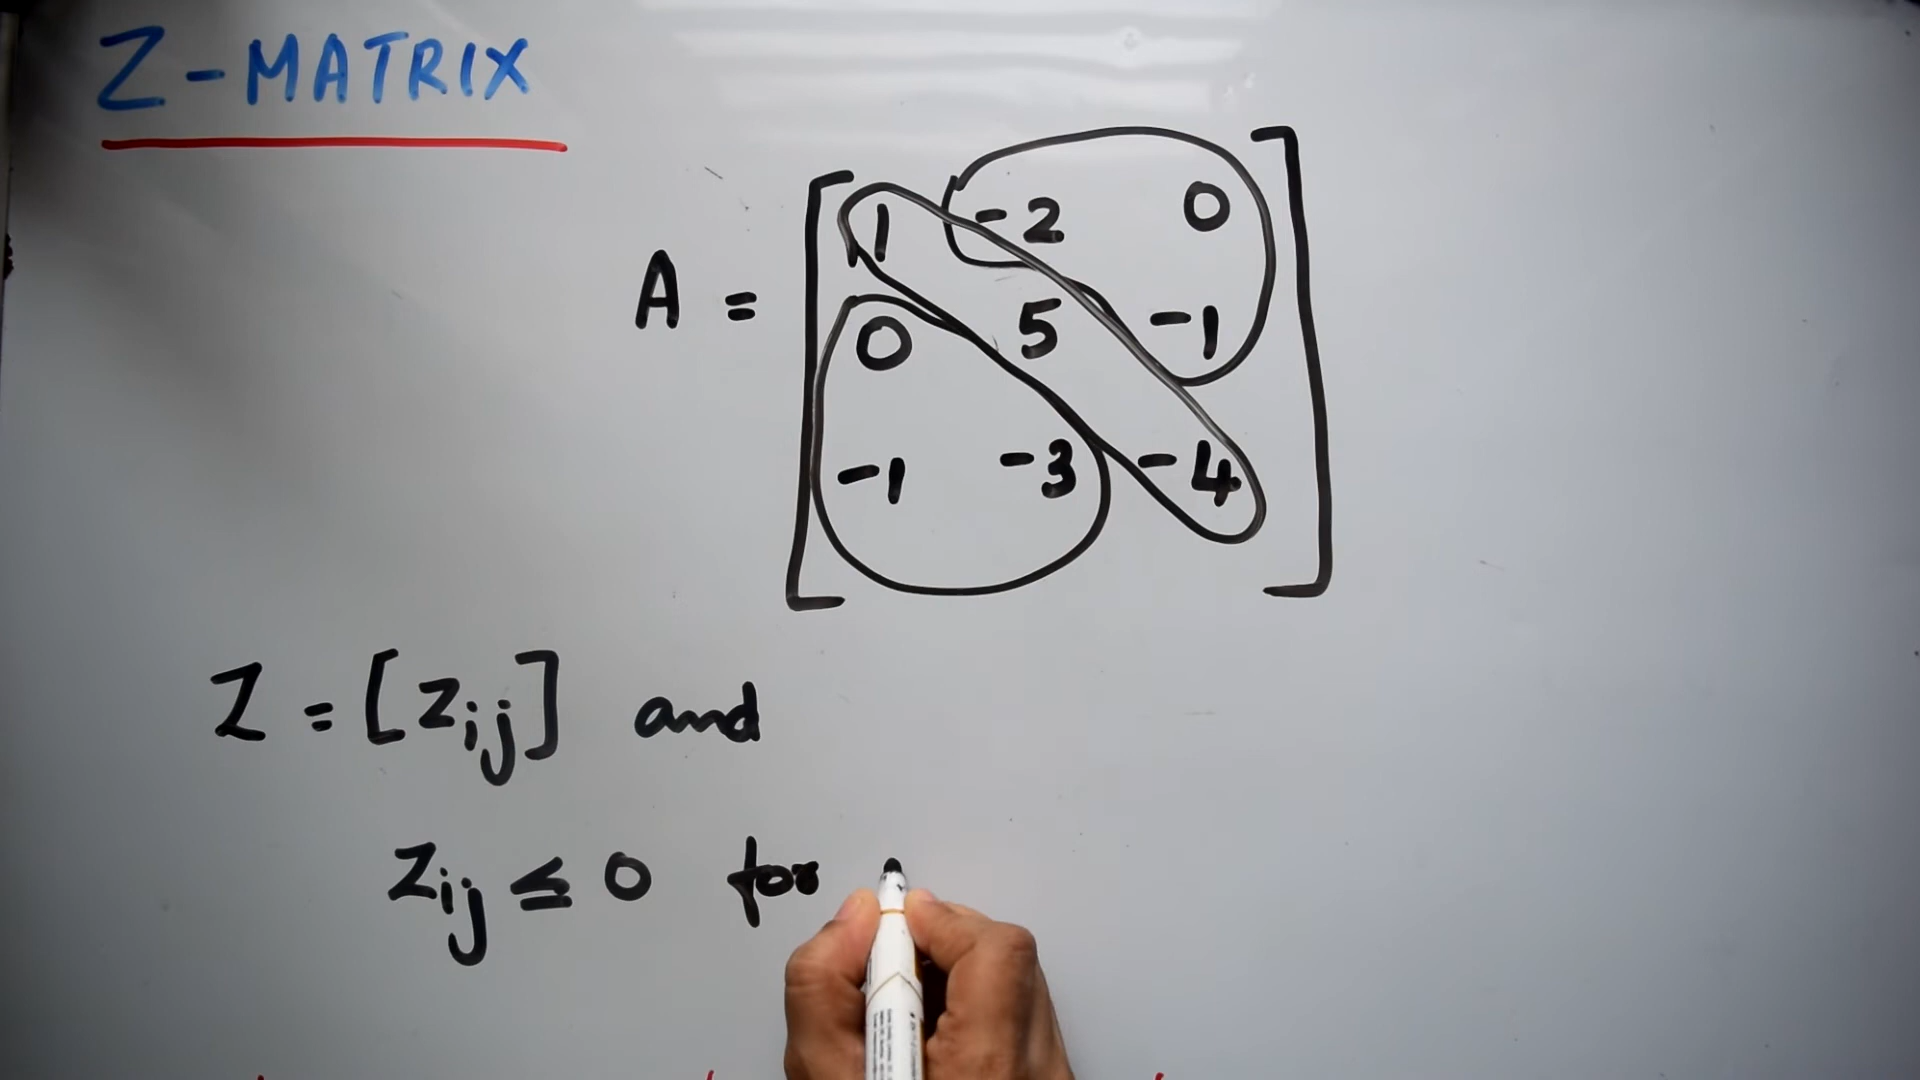 Z-MATRIX
1 -2 0
A = 0 5 -1
-1 -3 -4
Z = [zij] and
zij ≤ 0 for